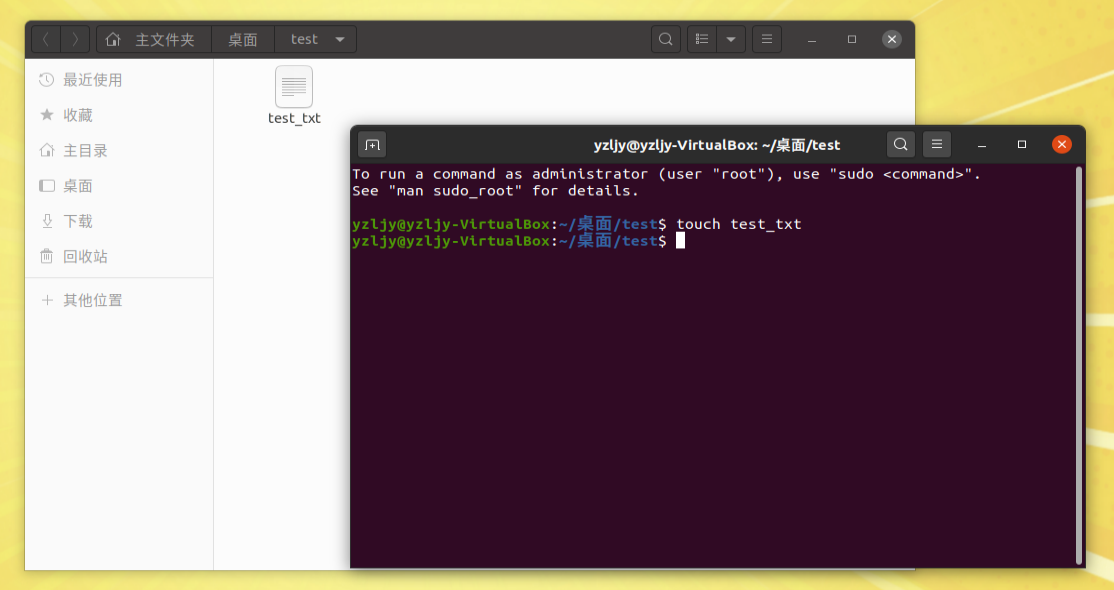 主文件夹 桌面 test
最近使用
收藏
主目录
桌面
下载
回收站
其他位置
test_txt
yzljy@yzljy-VirtualBox: ~/桌面/test
To run a command as administrator (user "root"), use "sudo <command>".
See "man sudo_root" for details.
yzljy@yzljy-VirtualBox:~/桌面/test$ touch test_txt
yzljy@yzljy-VirtualBox:~/桌面/test$